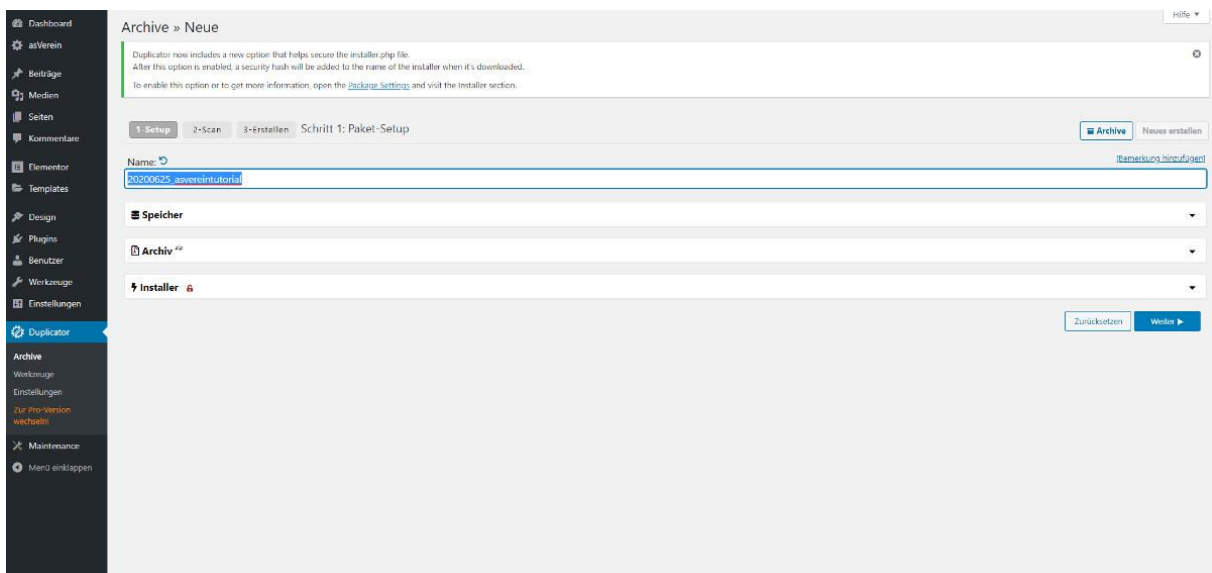 Dashboard
asVerein
Beiträge
Medien
Seiten
Kommentare
Elementor
Templates
Design
Plugins
Benutzer
Werkzeuge
Einstellungen
Duplicator
Archive
Werkzeuge
Einstellungen
Zur Pro-Version
wechseln!
Maintenance
Menü einklappen
Hilfe
Archive » Neue
Duplicator now includes a new option that helps secure the installer.php file.
After this option is enabled, a security hash will be added to the name of the installer when it's downloaded.
To enable this option or to get more information, open the Package Settings and visit the Installer section.
1-Setup 2-Scan 3-Erstellen Schritt 1: Paket-Setup
Archive Neues erstellen
Name: [Bemerkung hinzufügen]
20200625_asvereintutorial
Speicher
Archiv
Installer
Zurücksetzen Weiter